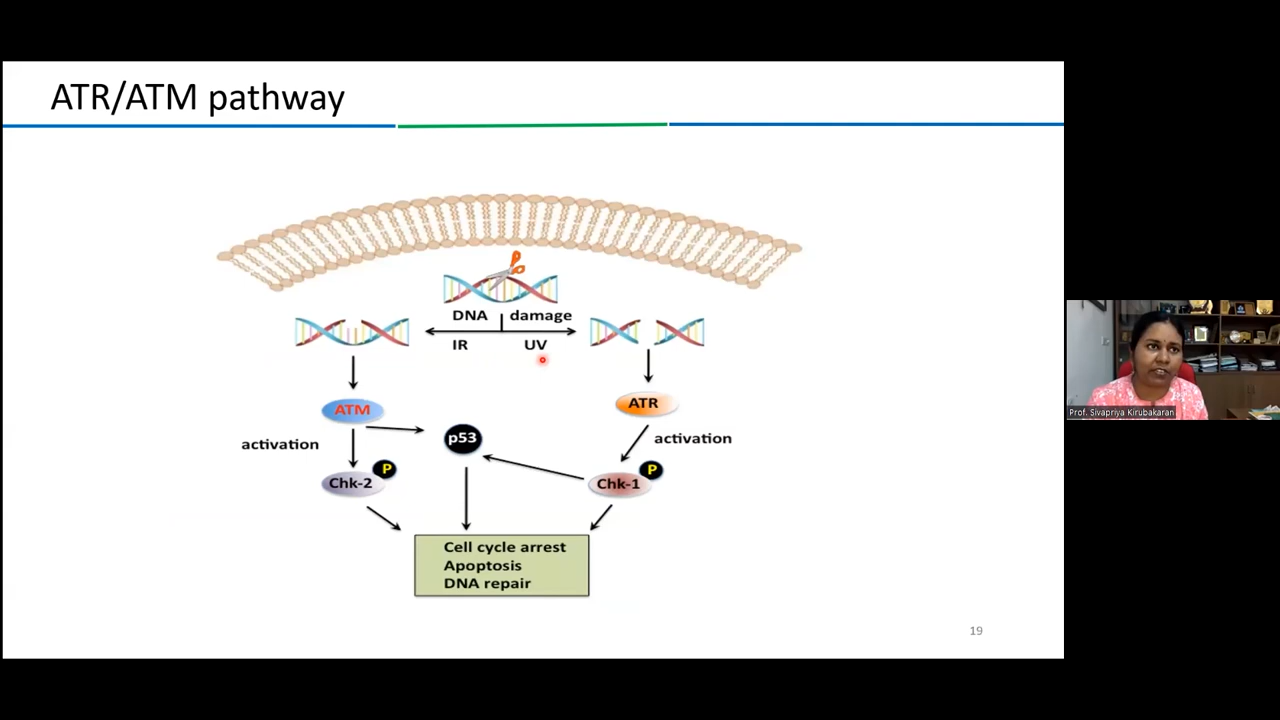 ATR/ATM pathway
DNA damage
IR UV
ATM
ATR
activation
p53
activation
Chk-2 P
Chk-1 P
Cell cycle arrest
Apoptosis
DNA repair
19
Prof. Sivapriya Kirubakaran